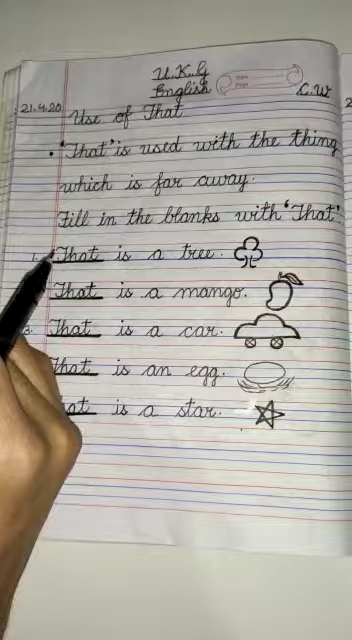 U.K.G
English
C.W
21.4.20
Use of That
• 'That' is used with the thing
which is far away.
Fill in the blanks with 'That'
1. That is a tree.
That is a mango.
3. That is a car.
That is an egg.
is a star.